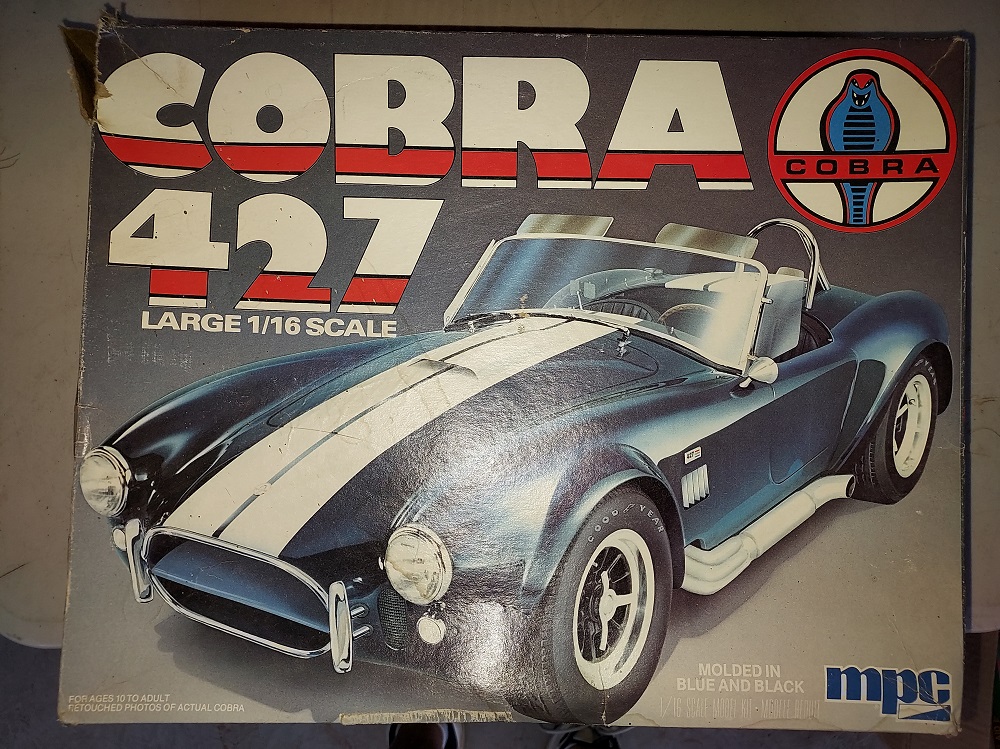 COBRA
COBRA
427
LARGE 1/16 SCALE
427
GOOD YEAR
MOLDED IN
BLUE AND BLACK
mpc
FOR AGES 10 TO ADULT
RETOUCHED PHOTOS OF ACTUAL COBRA